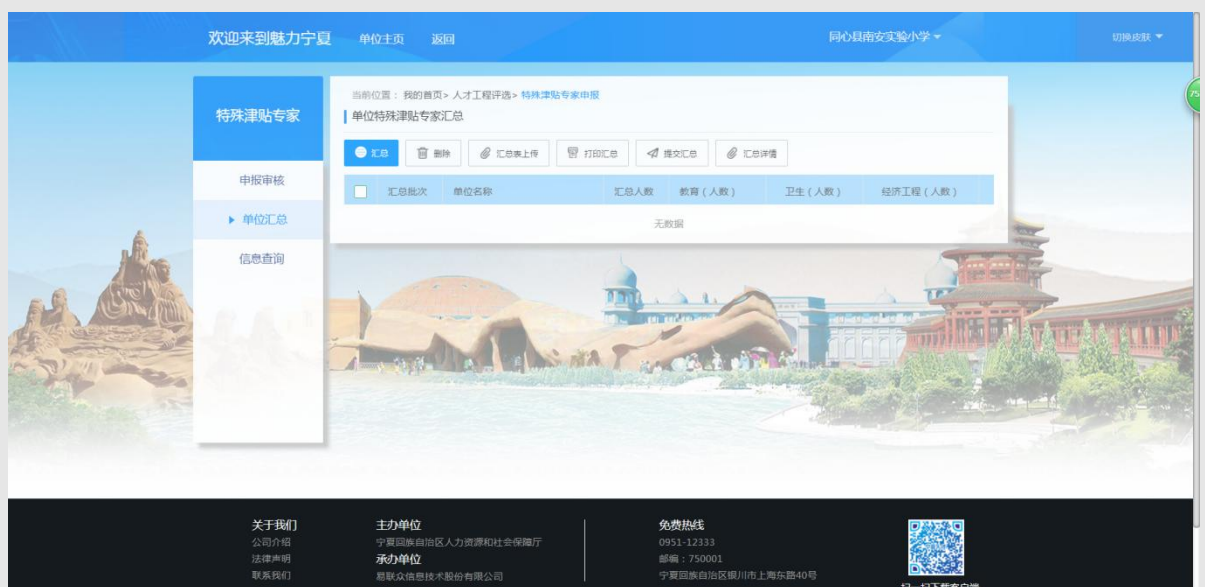 欢迎来到魅力宁夏 单位主页 返回 同心县南安实验小学 切换皮肤
75
特殊津贴专家
申报审核
单位汇总
信息查询
当前位置： 我的首页> 人才工程评选> 特殊津贴专家申报
单位特殊津贴专家汇总
汇总 删除 汇总表上传 打印汇总 提交汇总 汇总详情
汇总批次 单位名称 汇总人数 教育（人数） 卫生（人数） 经济工程（人数）
无数据
关于我们
公司介绍
法律声明
联系我们
主办单位
宁夏回族自治区人力资源和社会保障厅
承办单位
易联众信息技术股份有限公司
免费热线
0951-12333
邮编：750001
宁夏回族自治区银川市上海东路40号
扫一扫下载客户端